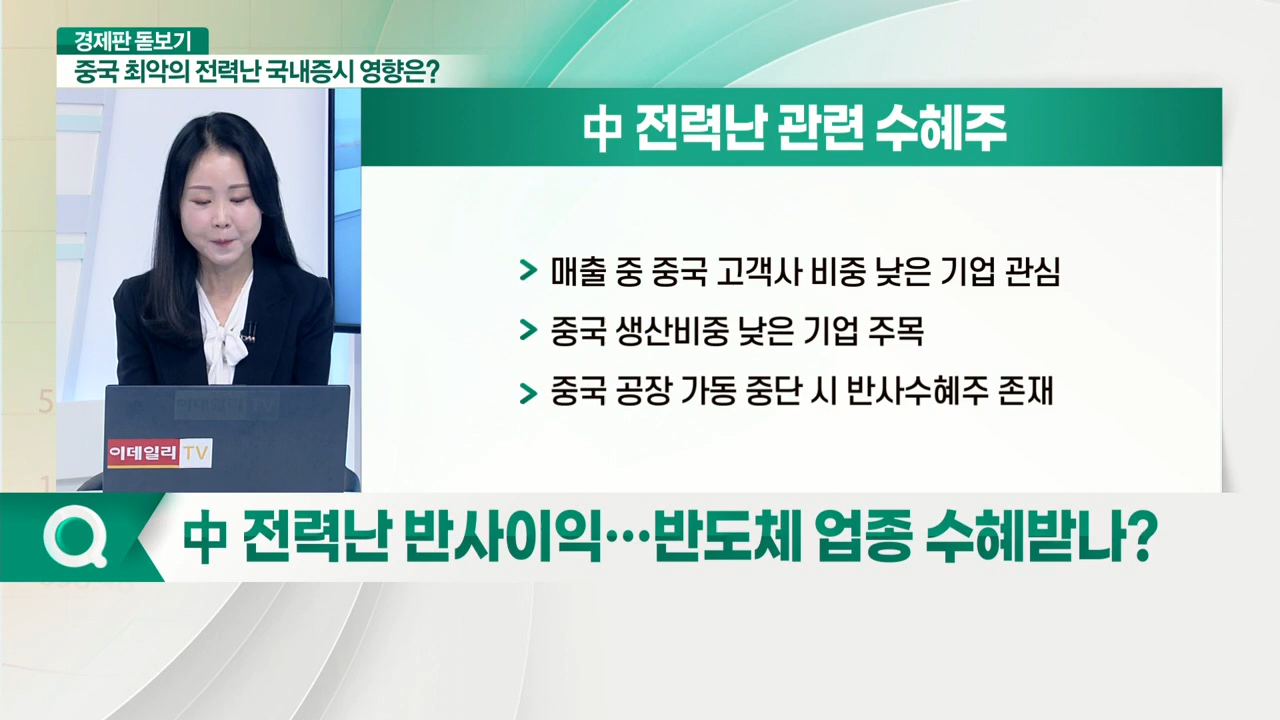 경제판 돋보기
중국 최악의 전력난 국내증시 영향은?
中 전력난 관련 수혜주
> 매출 중 중국 고객사 비중 낮은 기업 관심
> 중국 생산비중 낮은 기업 주목
> 중국 공장 가동 중단 시 반사수혜주 존재
이데일리TV
中 전력난 반사이익…반도체 업종 수혜받나?